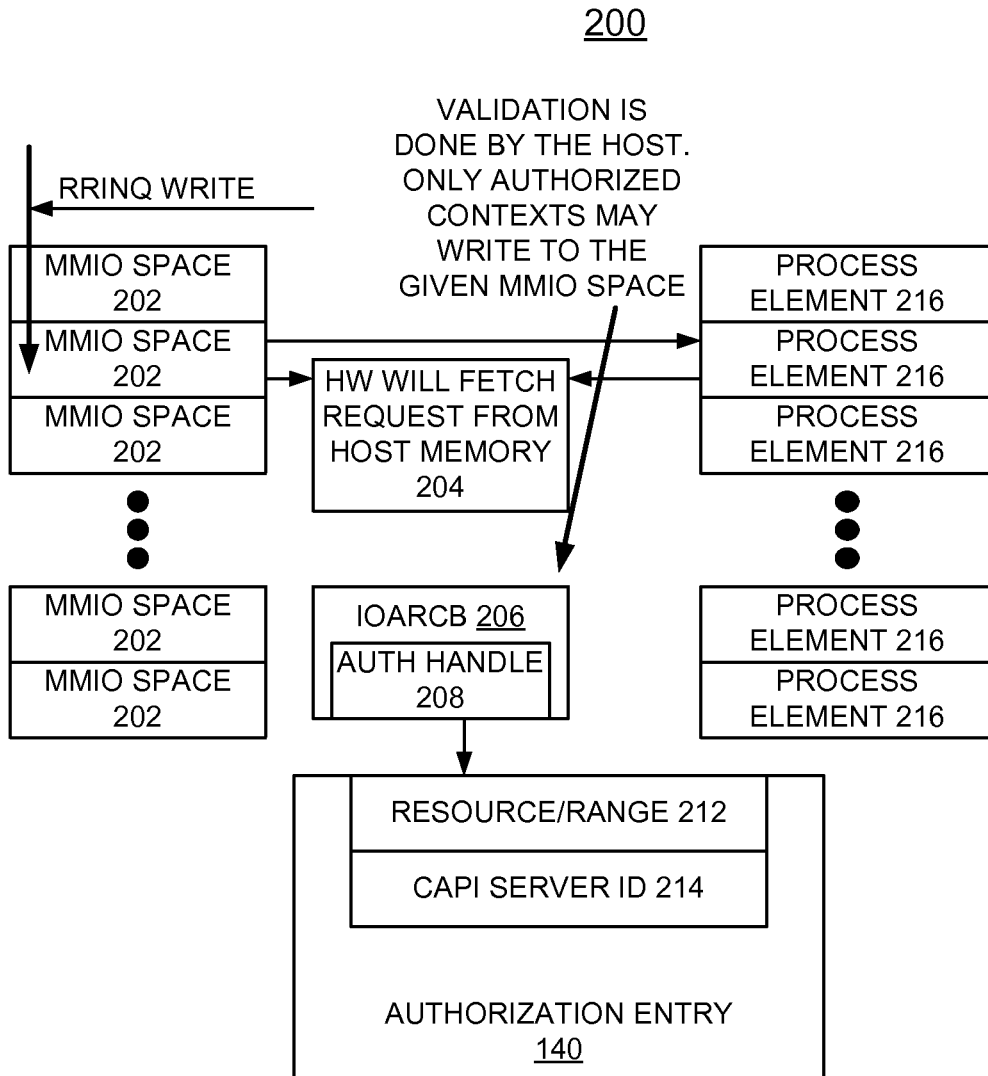 200
VALIDATION IS
DONE BY THE HOST.
ONLY AUTHORIZED
CONTEXTS MAY
WRITE TO THE
GIVEN MMIO SPACE
RRINQ WRITE
MMIO SPACE
202
MMIO SPACE
202
MMIO SPACE
202
HW WILL FETCH
REQUEST FROM
HOST MEMORY
204
PROCESS
ELEMENT 216
PROCESS
ELEMENT 216
PROCESS
ELEMENT 216
MMIO SPACE
202
MMIO SPACE
202
IOARCB 206
AUTH HANDLE
208
PROCESS
ELEMENT 216
PROCESS
ELEMENT 216
RESOURCE/RANGE 212
CAPI SERVER ID 214
AUTHORIZATION ENTRY
140